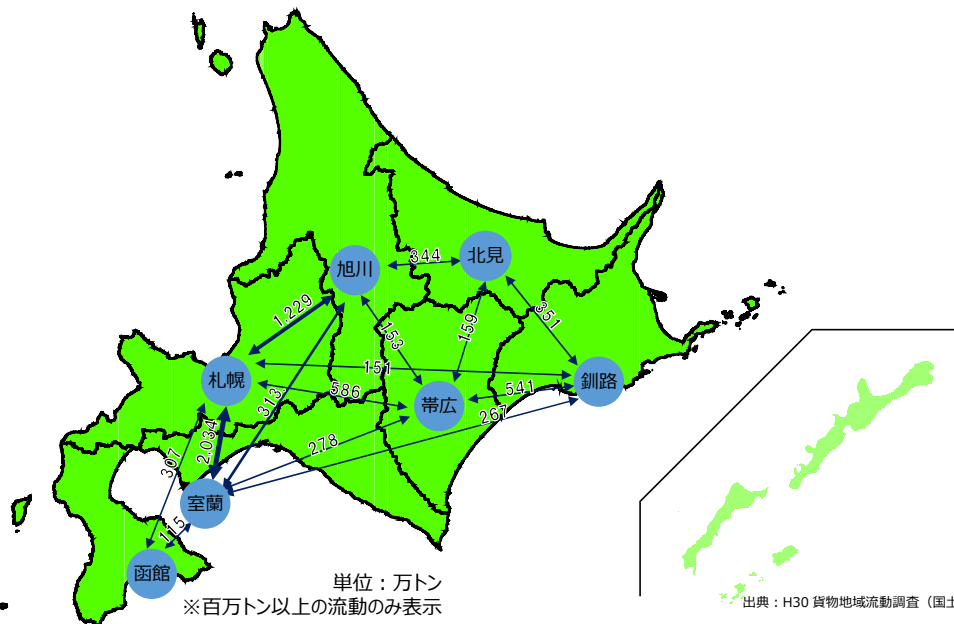 344
北見
旭川
1,229
153
159
351
151
札幌
586
313
541
釧路
帯広
267
2,034
278
307
室蘭
115
函館
単位：万トン
※百万トン以上の流動のみ表示
出典：H30 貨物地域流動調査（国土